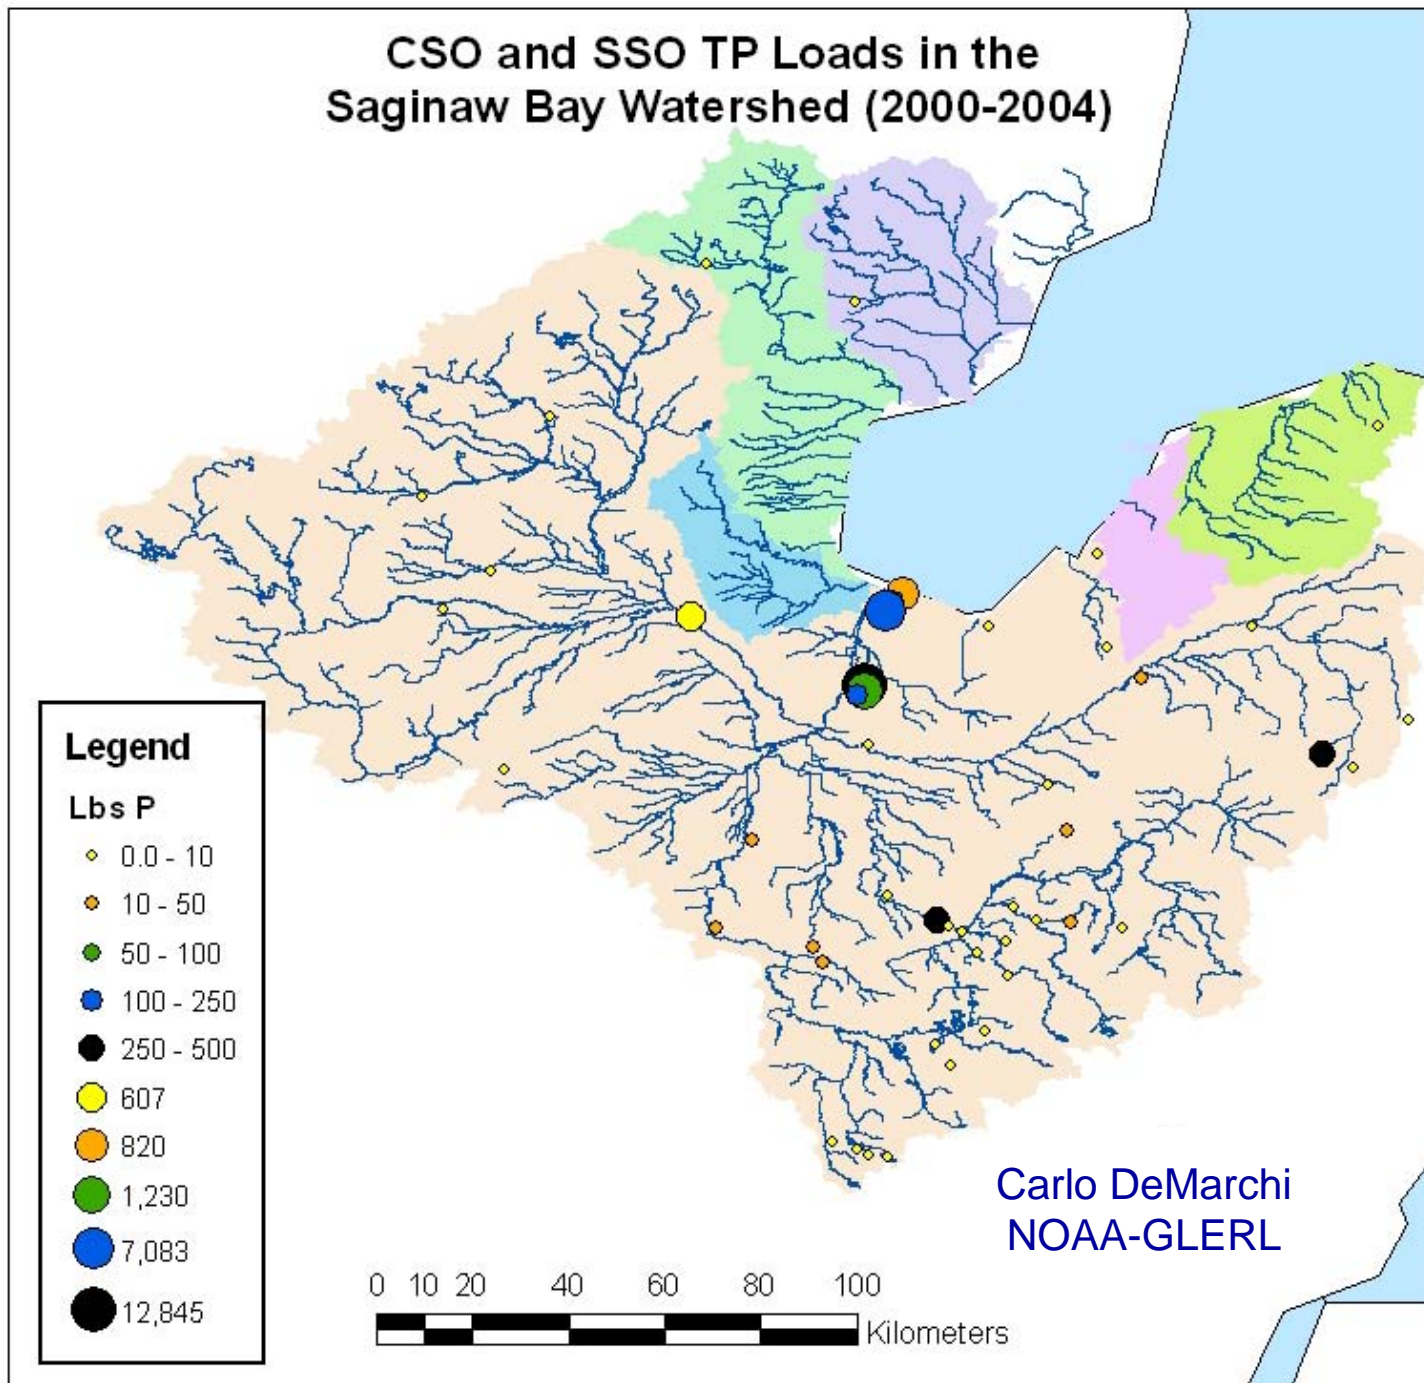 CSO and SSO TP Loads in the
Saginaw Bay Watershed (2000-2004)
Legend
Lbs P
0.0 - 10
10 - 50
50 - 100
100 - 250
250 - 500
607
820
1,230
7,083
12,845
Carlo DeMarchi
NOAA-GLERL
0 10 20 40 60 80 100
Kilometers